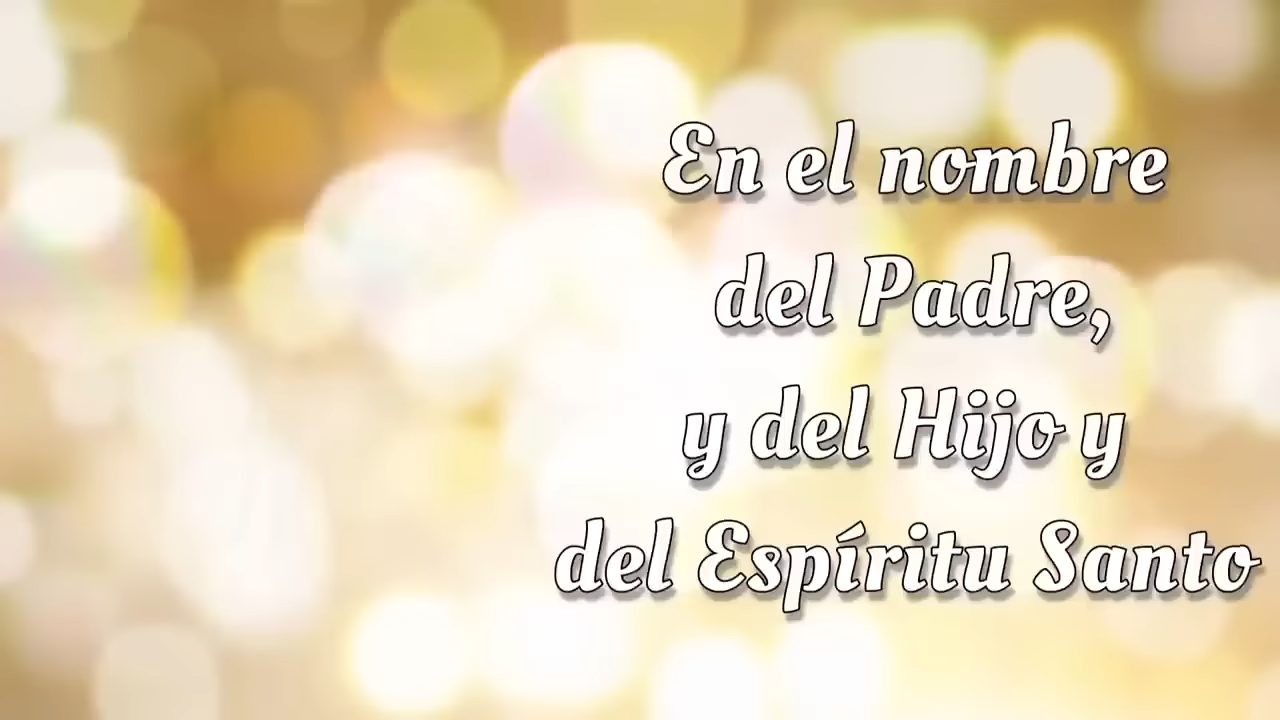 En el nombre
del Padre,
y del Hijo y
del Espíritu Santo